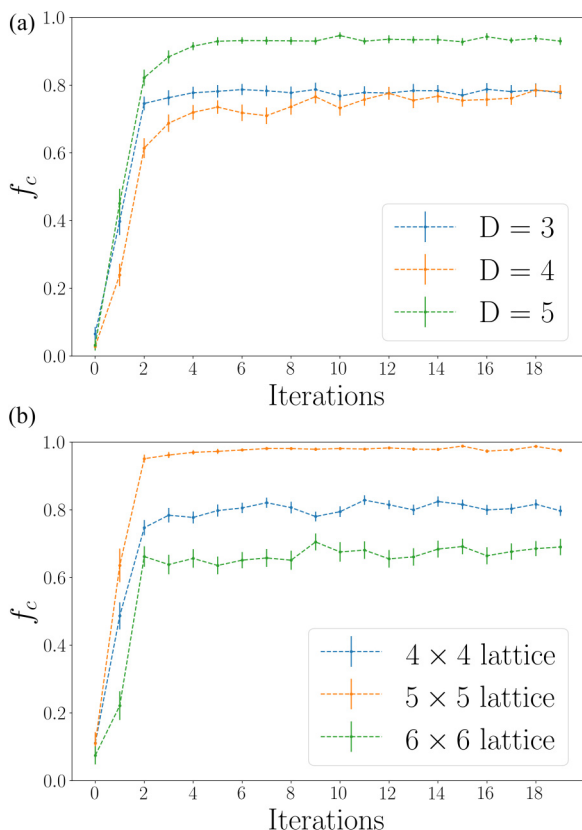 (a)
1.0
0.8
0.6
0.4
0.2
0.0
f_c
D = 3
D = 4
D = 5
0 2 4 6 8 10 12 14 16 18
Iterations
(b)
1.0
0.8
0.6
0.4
0.2
0.0
f_c
4 × 4 lattice
5 × 5 lattice
6 × 6 lattice
0 2 4 6 8 10 12 14 16 18
Iterations